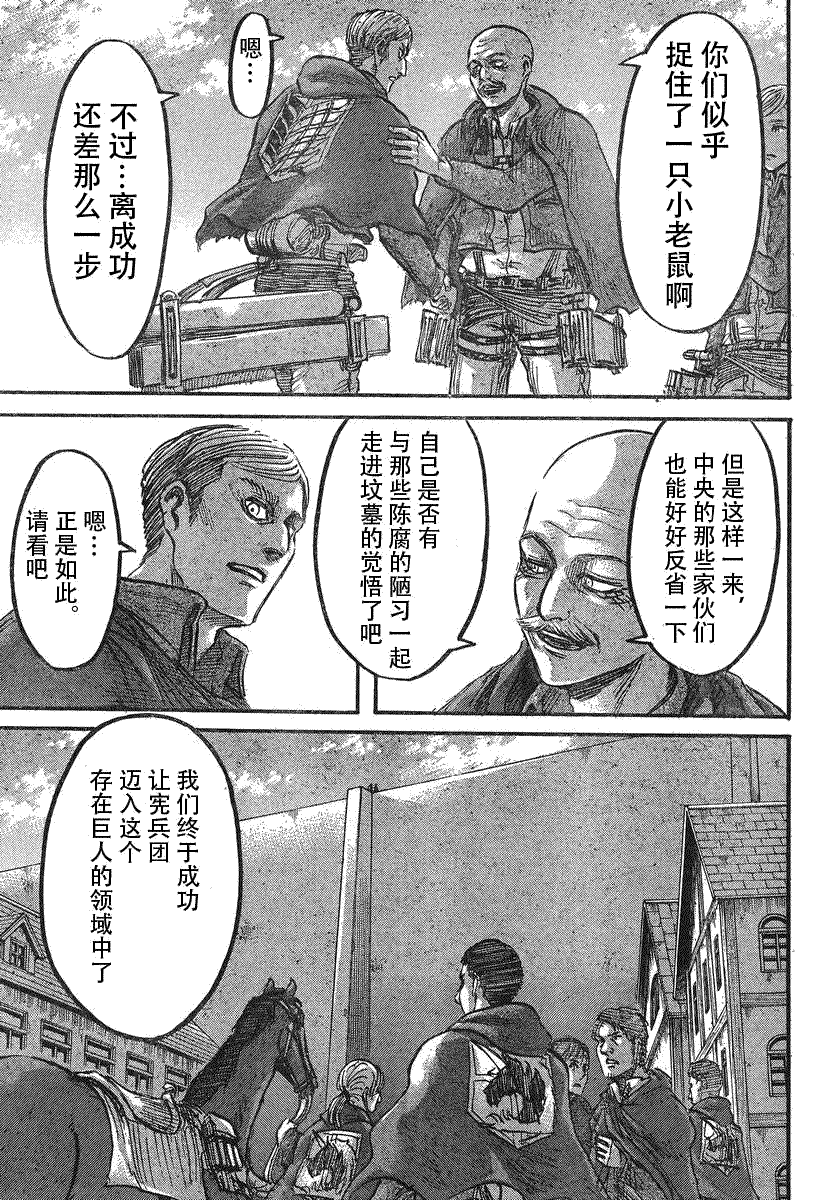 你们似乎
捉住了一只小老鼠啊
嗯…
不过…离成功
还差那么一步
但是这样一来，
中央的那些家伙们
也能好好反省一下
自己是否有
与那些陈腐的陋习一起
走进坟墓的觉悟了吧
嗯…
正是如此。
请看吧
我们终于成功
让宪兵团
迈入这个
存在巨人的领域中了